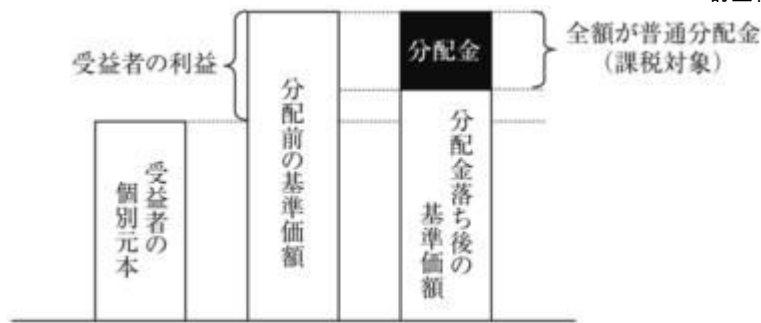 受益者の利益
分配金
全額が普通分配金
（課税対象）
受益者の
個別元本
分配前の基準価額
分配金落ち後の
基準価額